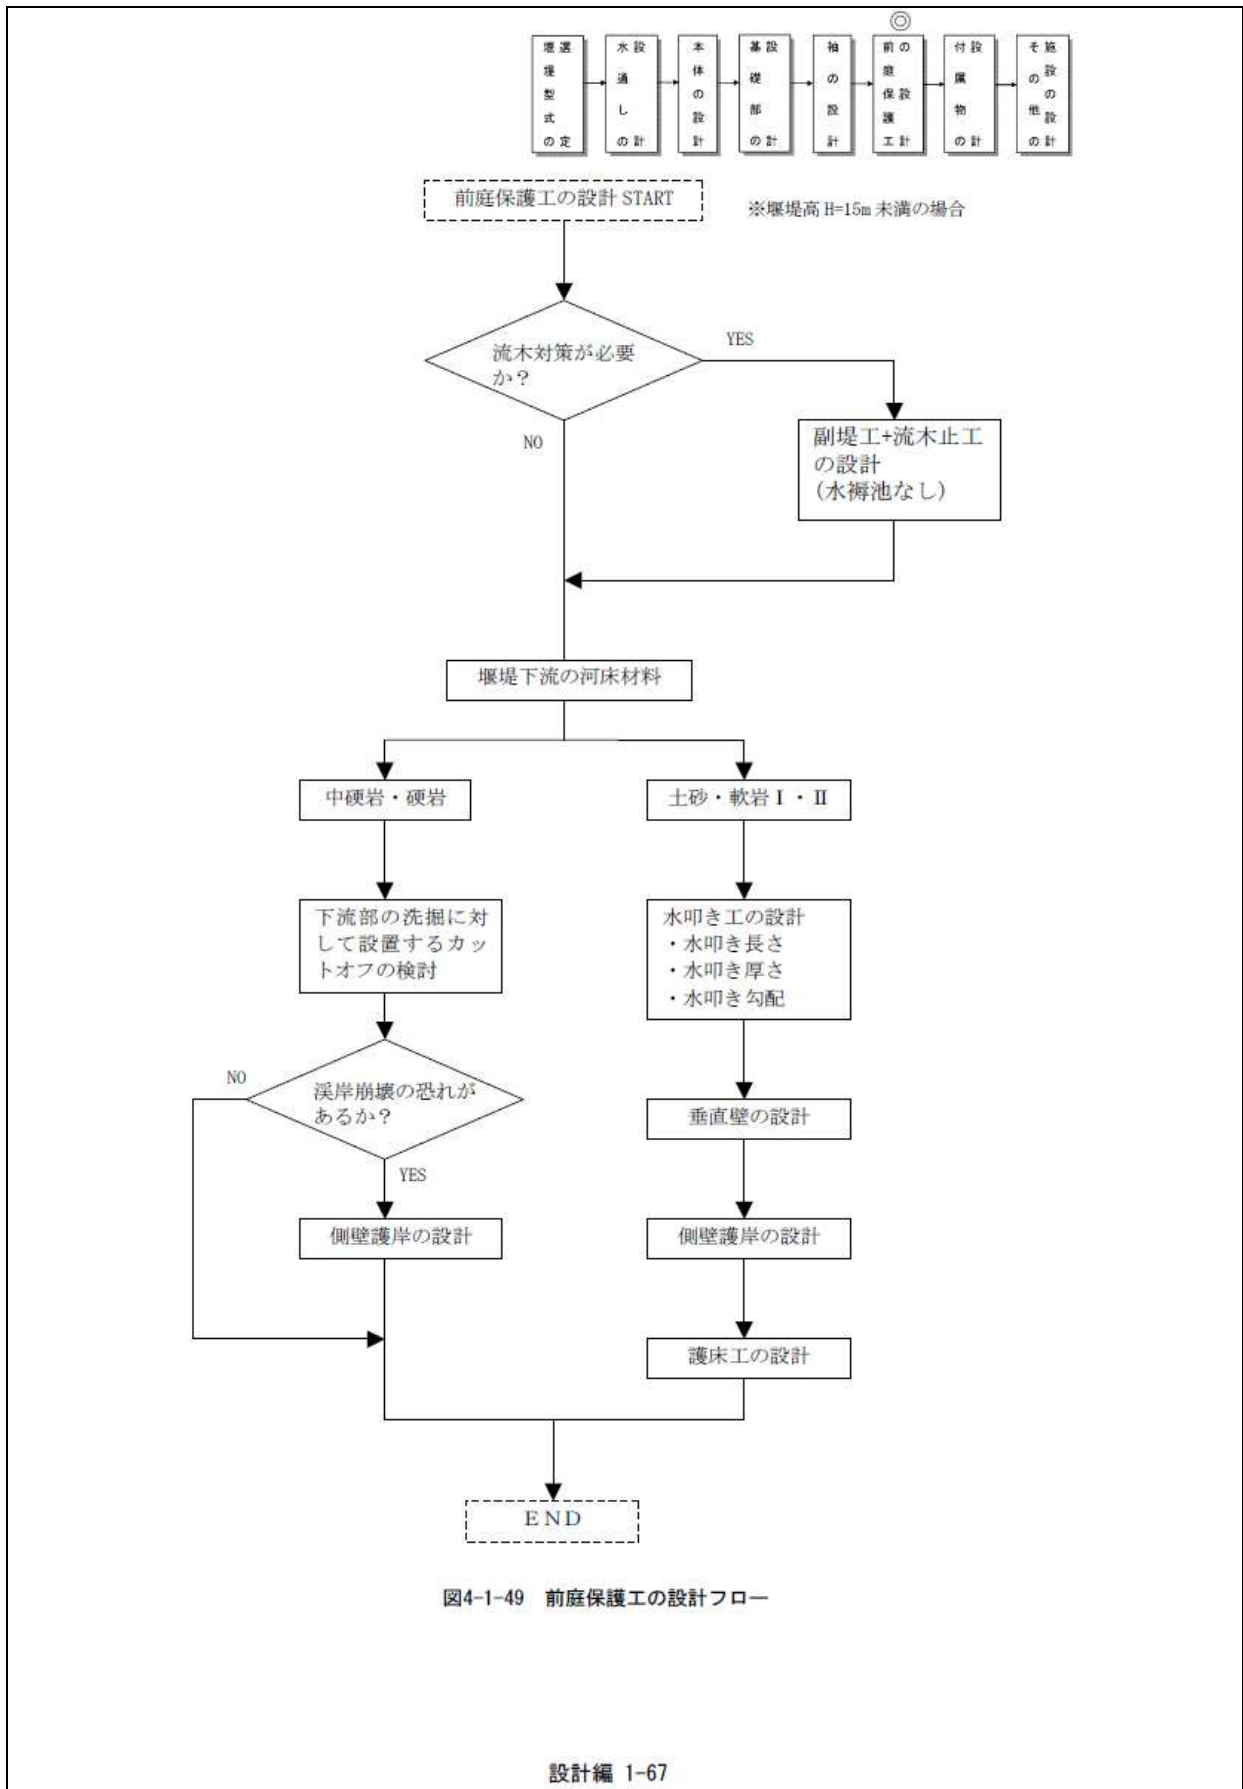 ◎
堰堤型式の選定
水通しの設計
本体の設計
基礎部の設計
袖の設計
前庭保護工の設計
付属物の設計
その他の施設の設計
前庭保護工の設計 START
※堰堤高 H=15m 未満の場合
流木対策が必要
か？
YES
NO
副堤工+流木止工
の設計
(水褥池なし)
堰堤下流の河床材料
中硬岩・硬岩
土砂・軟岩Ⅰ・Ⅱ
下流部の洗掘に対
して設置するカッ
トオフの検討
水叩き工の設計
・水叩き長さ
・水叩き厚さ
・水叩き勾配
NO
渓岸崩壊の恐れが
あるか？
YES
垂直壁の設計
側壁護岸の設計
側壁護岸の設計
護床工の設計
END
図4-1-49　前庭保護工の設計フロー
設計編 1-67